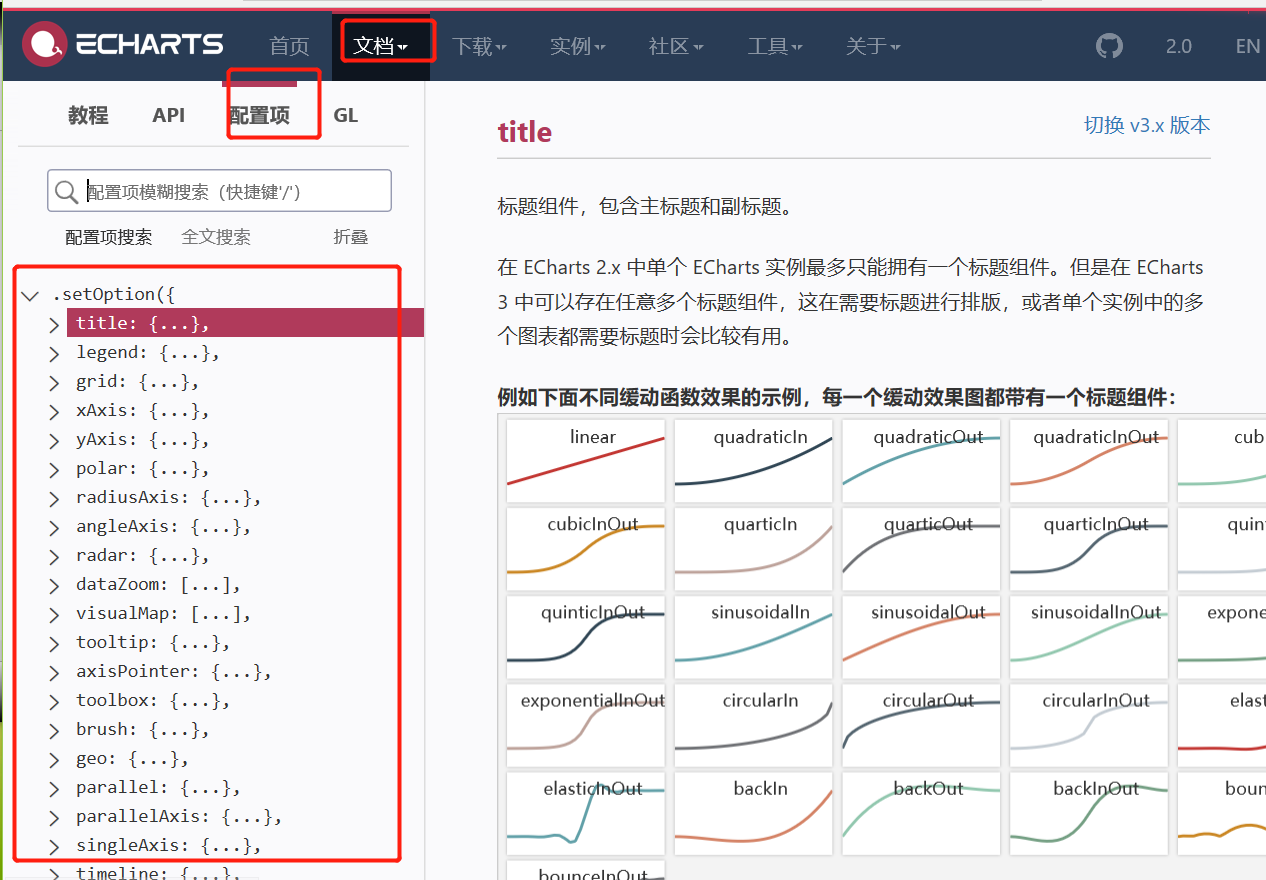 ECHARTS 首页 文档 下载 实例 社区 工具 关于 2.0 EN
教程 API 配置项 GL
配置项模糊搜索（快捷键'/'）
配置项搜索 全文搜索 折叠
.setOption({
title: {...},
legend: {...},
grid: {...},
xAxis: {...},
yAxis: {...},
polar: {...},
radiusAxis: {...},
angleAxis: {...},
radar: {...},
dataZoom: [...],
visualMap: [...],
tooltip: {...},
axisPointer: {...},
toolbox: {...},
brush: {...},
geo: {...},
parallel: {...},
parallelAxis: {...},
singleAxis: {...},
timeline: {...},
title
切换 v3.x 版本
标题组件，包含主标题和副标题。
在 ECharts 2.x 中单个 ECharts 实例最多只能拥有一个标题组件。但是在 ECharts
3 中可以存在任意多个标题组件，这在需要标题进行排版，或者单个实例中的多
个图表都需要标题时会比较有用。
例如下面不同缓动函数效果的示例，每一个缓动效果图都带有一个标题组件：
linear quadraticIn quadraticOut quadraticInOut cub
cubicInOut quarticIn quarticOut quarticInOut quin
quinticInOut sinusoidalIn sinusoidalOut sinusoidalInOut expone
exponentialInOut circularIn circularOut circularInOut elast
elasticInOut backIn backOut backInOut boun
bounceInOut